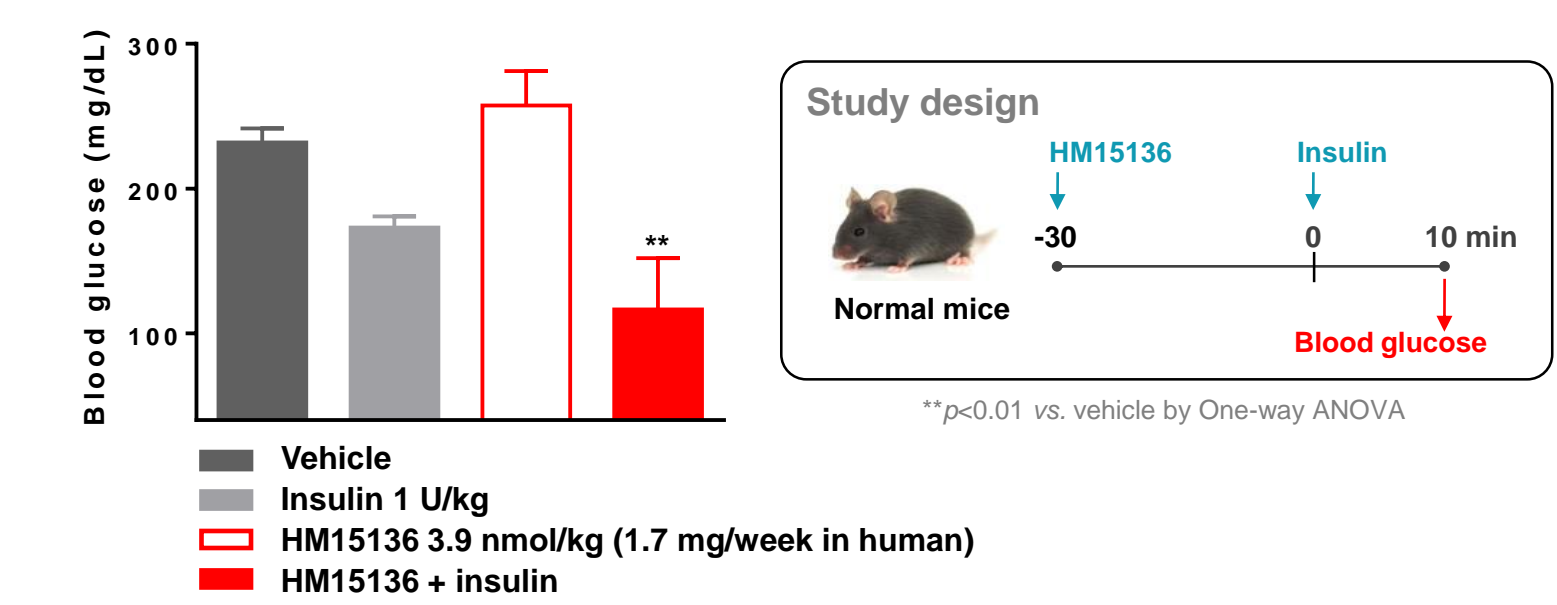 Blood glucose (mg/dL)
300
200
100
**
Vehicle
Insulin 1 U/kg
HM15136 3.9 nmol/kg (1.7 mg/week in human)
HM15136 + insulin
Study design
HM15136
Insulin
-30
0
10 min
Normal mice
Blood glucose
**p<0.01 vs. vehicle by One-way ANOVA